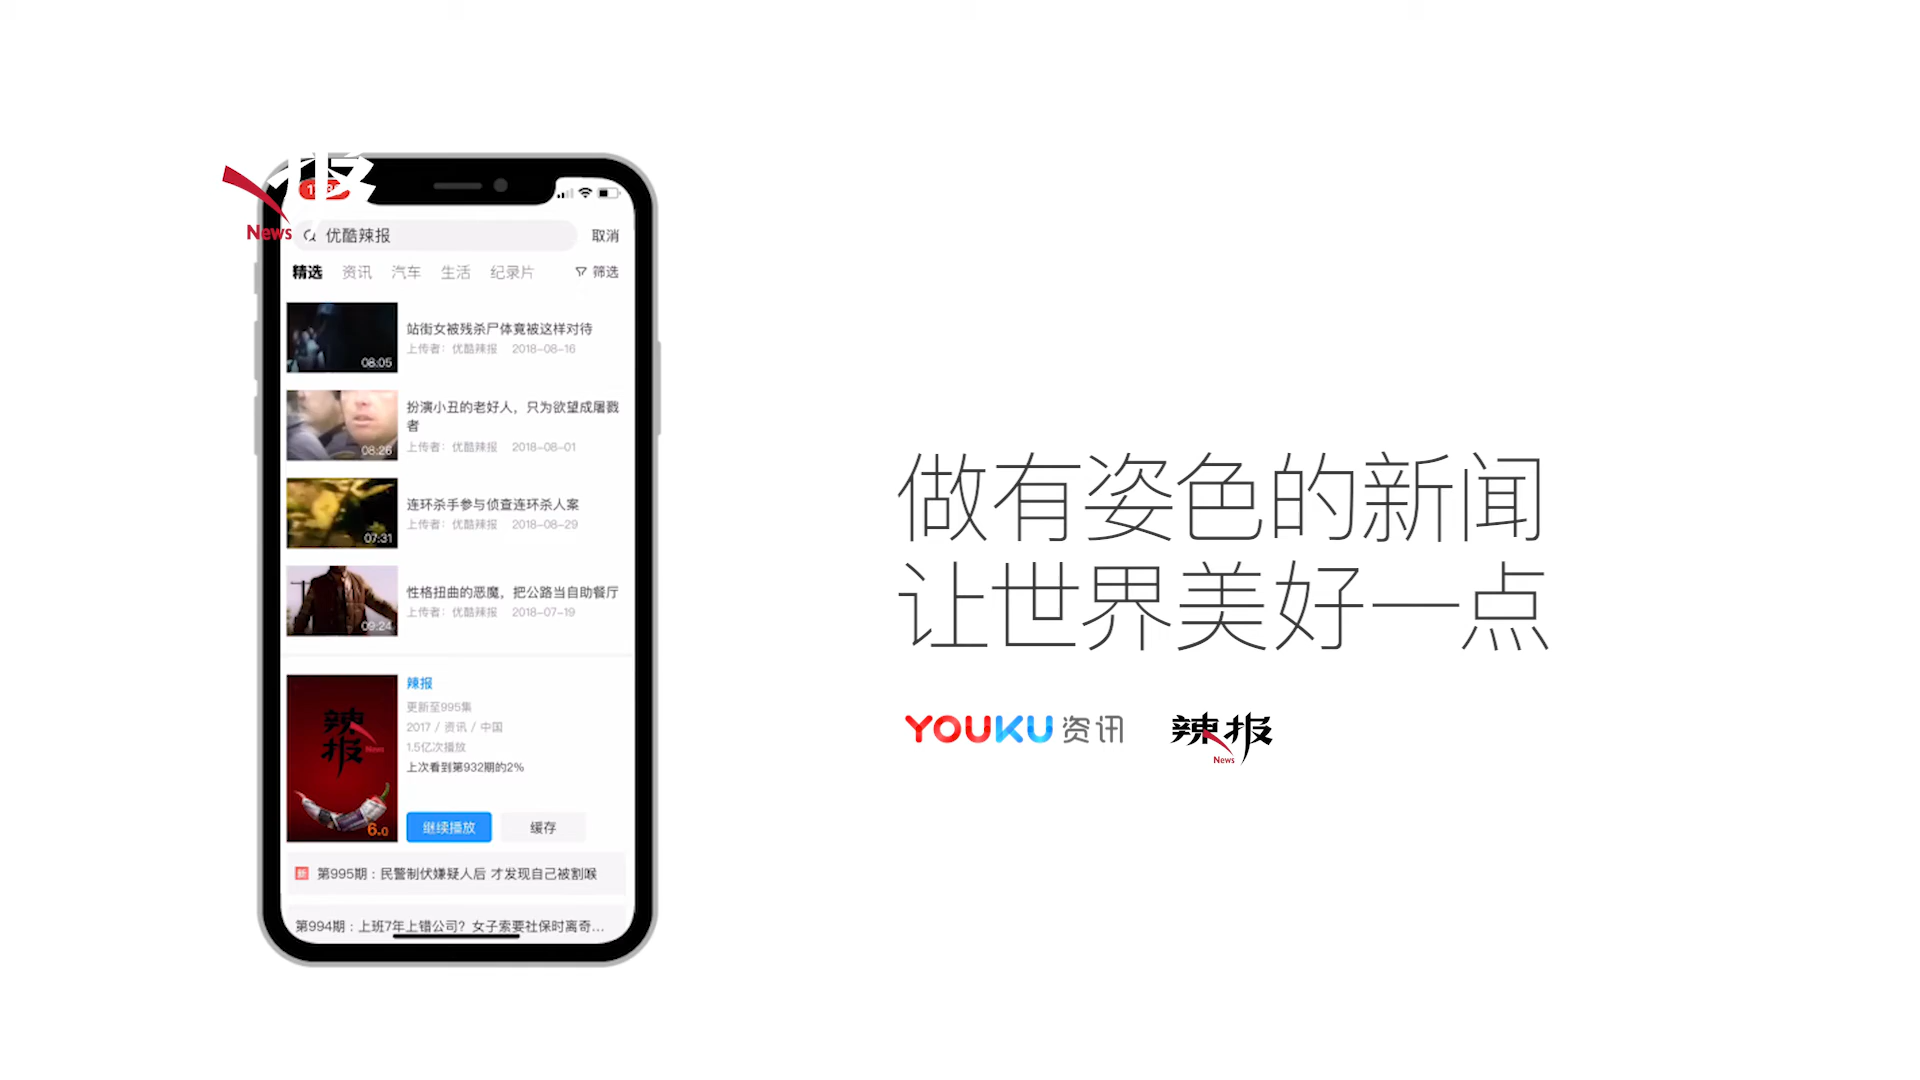 报
News
优酷辣报
取消
精选 资讯 汽车 生活 纪录片 筛选
站街女被残杀尸体竟被这样对待
上传者：优酷辣报 2018-08-16
08:05
扮演小丑的老好人，只为欲望成屠戮
者
上传者：优酷辣报 2018-08-01
08:26
连环杀手参与侦查连环杀人案
上传者：优酷辣报 2018-08-29
07:31
性格扭曲的恶魔，把公路当自助餐厅
上传者：优酷辣报 2018-07-19
09:24
辣报
News
6.0
辣报
更新至995集
2017 / 资讯 / 中国
1.5亿次播放
上次看到第932期的2%
继续播放 缓存
新 第995期：民警制伏嫌疑人后 才发现自己被割喉
第994期：上班7年上错公司？女子索要社保时离奇...
做有姿色的新闻
让世界美好一点
YOUKU 资讯 辣报
News